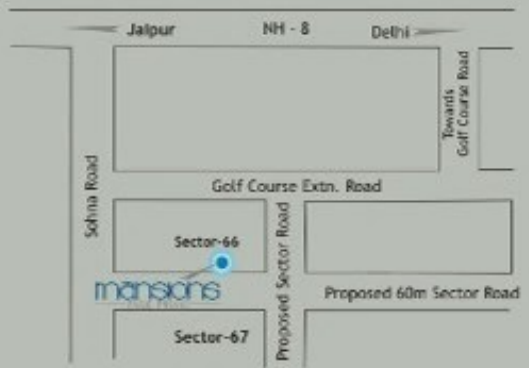 Jaipur
NH - 8
Delhi
Towards
Golf Course Road
Sohna Road
Golf Course Extn. Road
Sector-66
Proposed Sector Road
mansions
Proposed 60m Sector Road
Sector-67